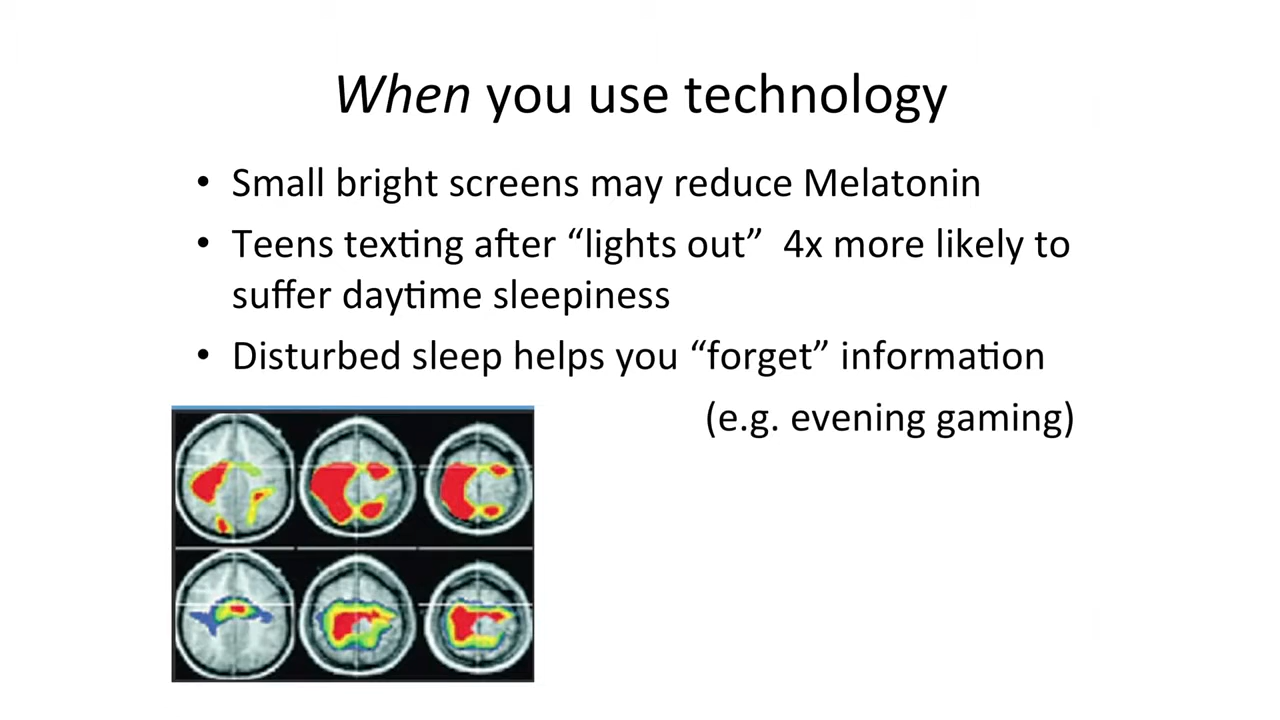 When you use technology
• Small bright screens may reduce Melatonin
• Teens texting after “lights out”  4x more likely to
suffer daytime sleepiness
• Disturbed sleep helps you “forget” information
(e.g. evening gaming)